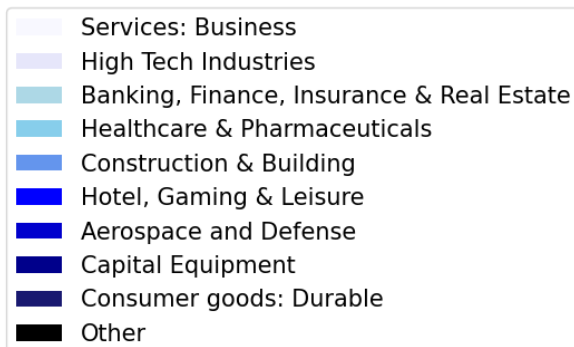 Services: Business
High Tech Industries
Banking, Finance, Insurance & Real Estate
Healthcare & Pharmaceuticals
Construction & Building
Hotel, Gaming & Leisure
Aerospace and Defense
Capital Equipment
Consumer goods: Durable
Other